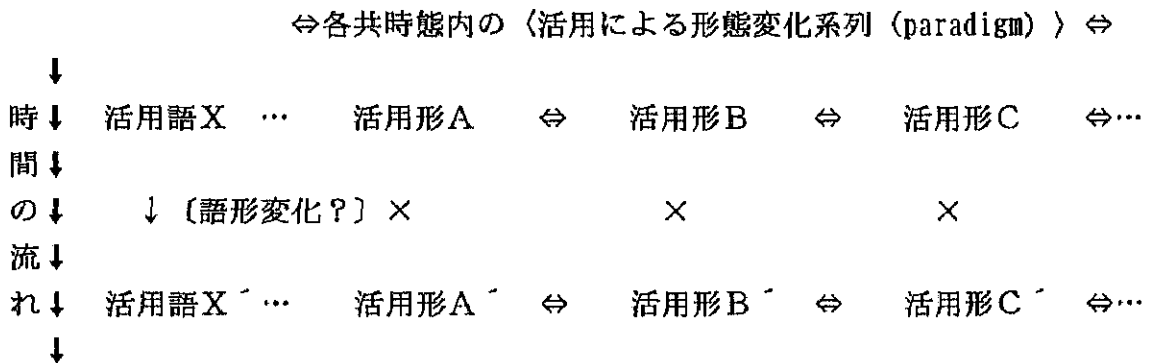 ⇔各共時態内の〈活用による形態変化系列（paradigm）〉⇔
↓
時↓ 活用語X … 活用形A ⇔ 活用形B ⇔ 活用形C ⇔…
間↓
の↓ ↓〔語形変化？〕× × ×
流↓
れ↓ 活用語X´… 活用形A´ ⇔ 活用形B´ ⇔ 活用形C´ ⇔…
↓